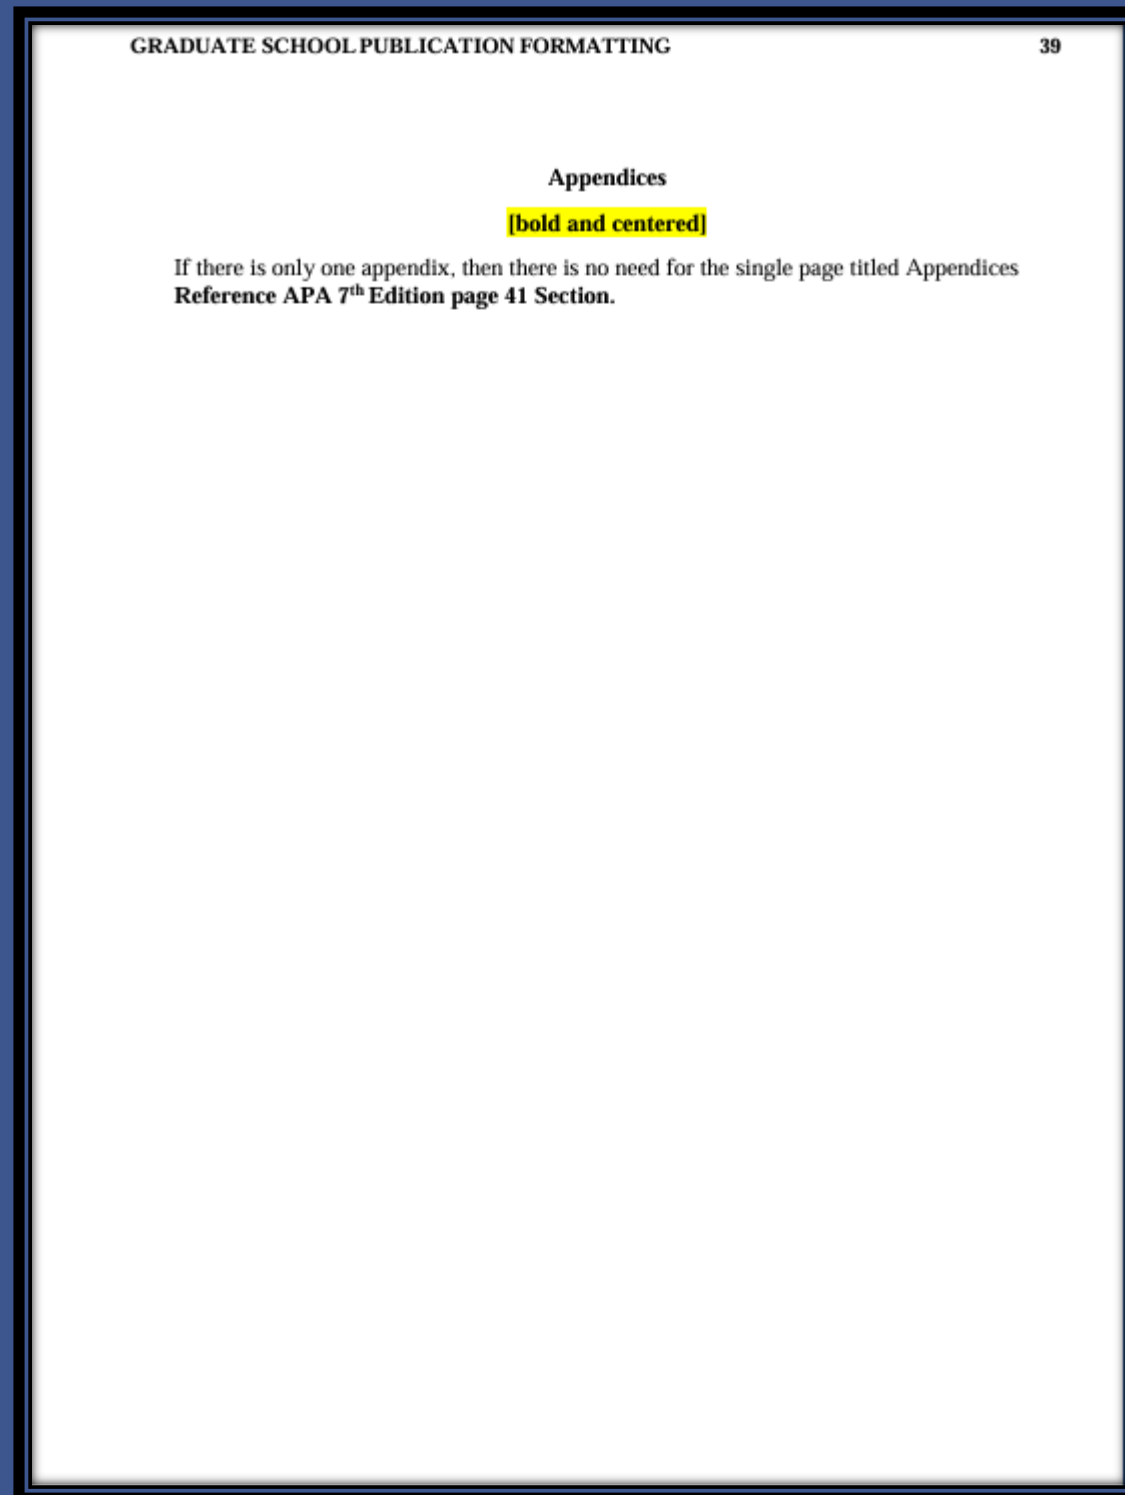 GRADUATE SCHOOL PUBLICATION FORMATTING 39
Appendices
[bold and centered]
If there is only one appendix, then there is no need for the single page titled Appendices
Reference APA 7th Edition page 41 Section.